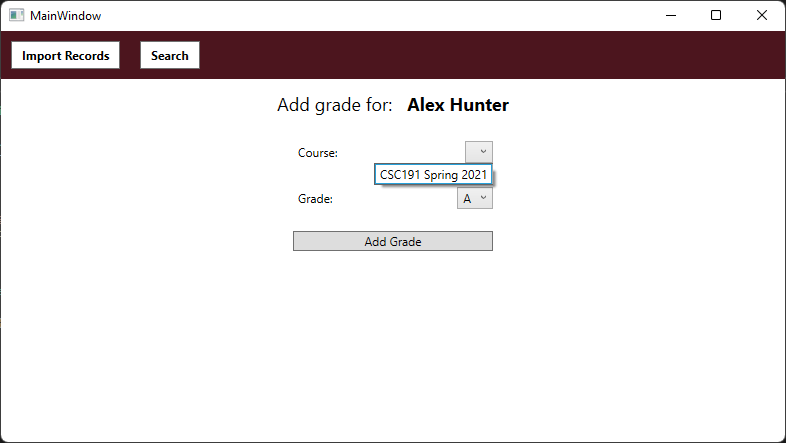 MainWindow
Import Records Search
Add grade for: Alex Hunter
Course:
CSC191 Spring 2021
Grade: A
Add Grade